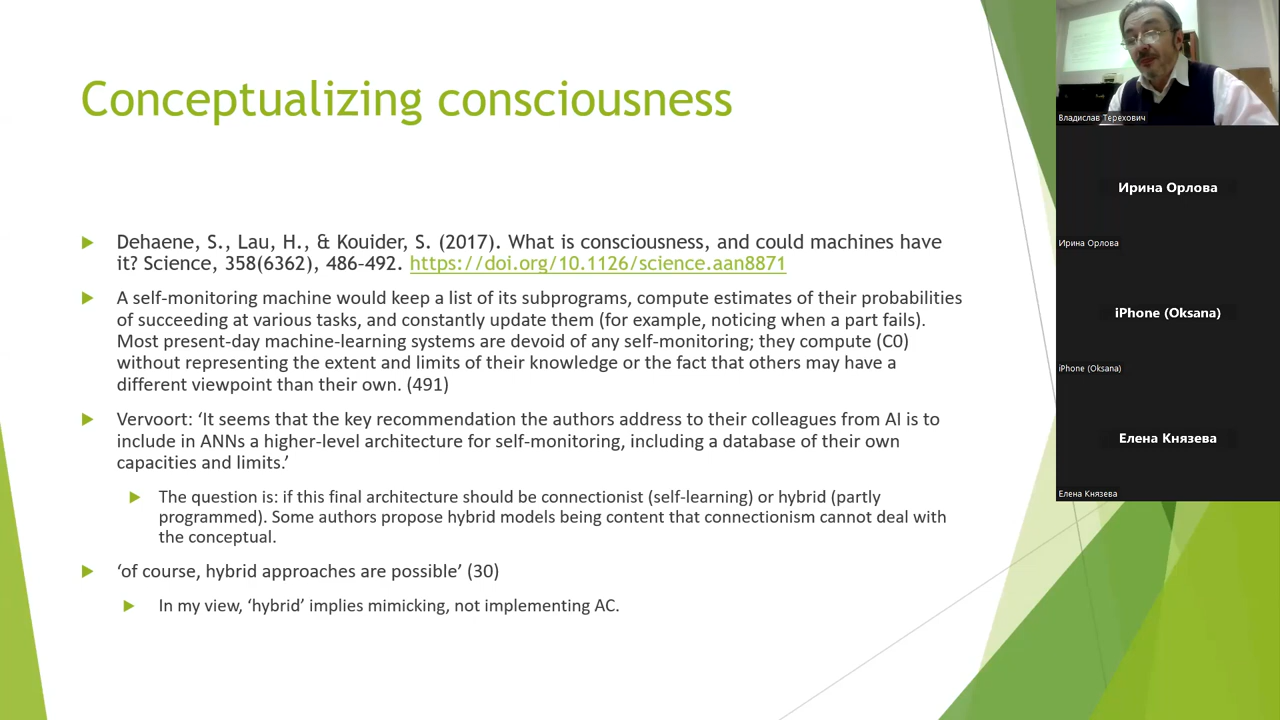 Conceptualizing consciousness
Dehaene, S., Lau, H., & Kouider, S. (2017). What is consciousness, and could machines have
it? Science, 358(6362), 486-492. https://doi.org/10.1126/science.aan8871
A self-monitoring machine would keep a list of its subprograms, compute estimates of their probabilities
of succeeding at various tasks, and constantly update them (for example, noticing when a part fails).
Most present-day machine-learning systems are devoid of any self-monitoring; they compute (C0)
without representing the extent and limits of their knowledge or the fact that others may have a
different viewpoint than their own. (491)
Vervoort: ‘It seems that the key recommendation the authors address to their colleagues from AI is to
include in ANNs a higher-level architecture for self-monitoring, including a database of their own
capacities and limits.’
The question is: if this final architecture should be connectionist (self-learning) or hybrid (partly
programmed). Some authors propose hybrid models being content that connectionism cannot deal with
the conceptual.
‘of course, hybrid approaches are possible’ (30)
In my view, ‘hybrid’ implies mimicking, not implementing AC.
Владислав Терехович
Ирина Орлова
Ирина Орлова
iPhone (Oksana)
iPhone (Oksana)
Елена Князева
Елена Князева